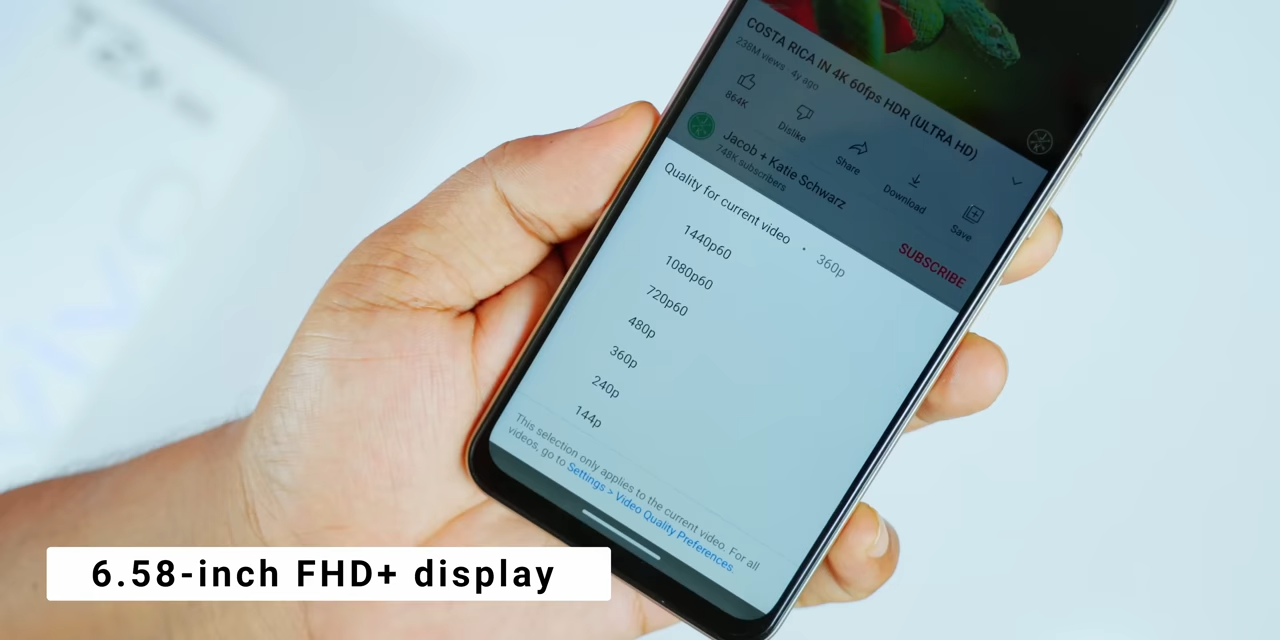 COSTA RICA IN 4K 60fps HDR (ULTRA HD)
238M views · 4y ago
864K
Dislike
Share
Download
Save
Jacob + Katie Schwarz
748K subscribers
SUBSCRIBE
Quality for current video • 360p
1440p60
1080p60
720p60
480p
360p
240p
144p
This selection only applies to the current video. For all
videos, go to Settings > Video Quality Preferences.
6.58-inch FHD+ display